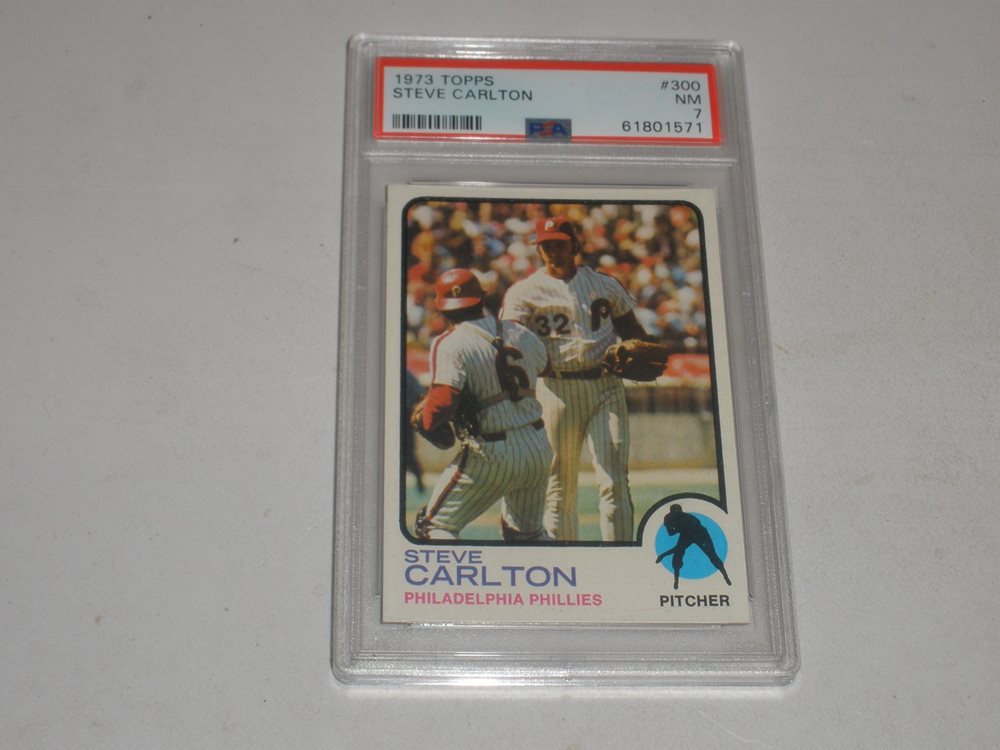 1973 TOPPS #300
STEVE CARLTON NM
7
PSA 61801571
P
P
32 P
6
STEVE
CARLTON
PHILADELPHIA PHILLIES
PITCHER